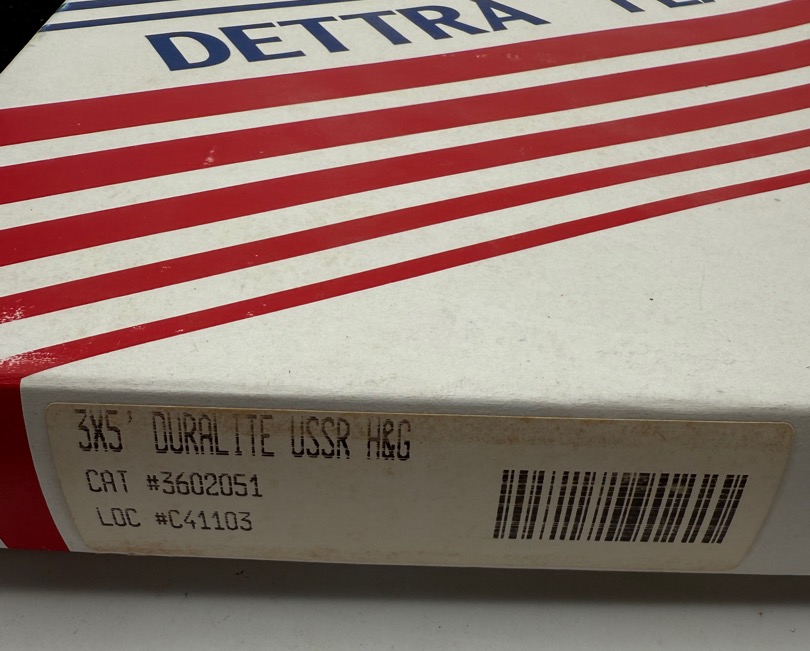 DETTRA
3X5' DURALITE USSR H&G
CAT #3602051
LOC #C41103